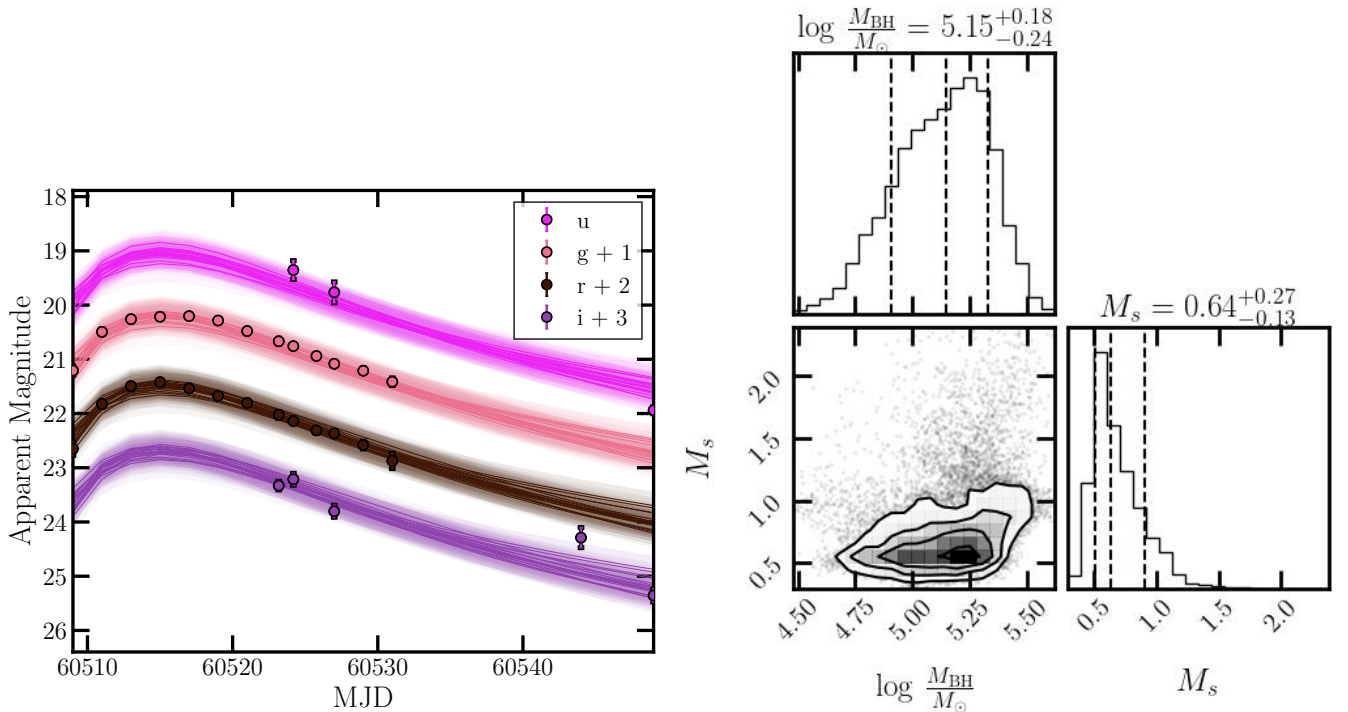 18
19
20
21
22
23
24
25
26
Apparent Magnitude
60510 60520 60530 60540
MJD
u
g + 1
r + 2
i + 3
log M_BH/M_⊙ = 5.15^{+0.18}_{-0.24}
M_s = 0.64^{+0.27}_{-0.13}
2.0
1.5
1.0
0.5
M_s
4.50 4.75 5.00 5.25 5.50
log M_BH/M_⊙
0.5 1.0 1.5 2.0
M_s